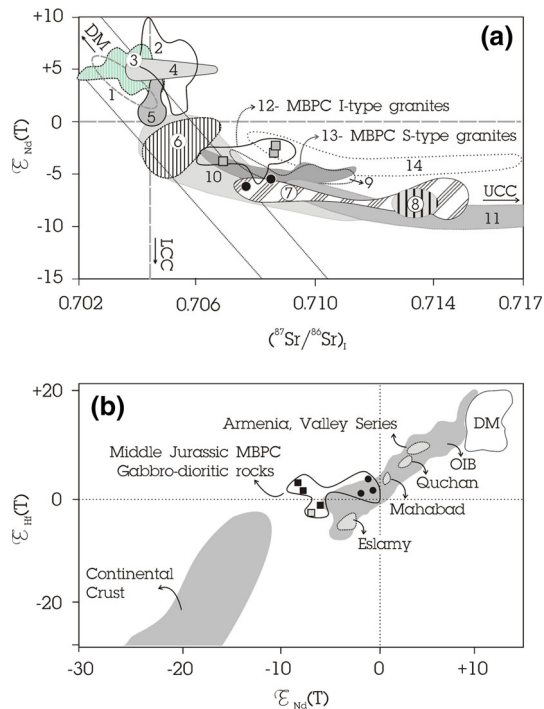 (a)
+10
+5
0
-5
-10
-15
ℰNd(T)
DM
1
2
3
4
5
6
7
8
9
10
11
12- MBPC I-type granites
13- MBPC S-type granites
14
UCC
LCC
0.702
0.706
0.710
0.714
0.717
(⁸⁷Sr/⁸⁶Sr)I
(b)
+20
0
-20
ℰHf(T)
Armenia, Valley Series
DM
Middle Jurassic MBPC
Gabbro-dioritic rocks
OIB
Quchan
Mahabad
Eslamy
Continental
Crust
-30
-20
-10
0
+10
ℰNd(T)